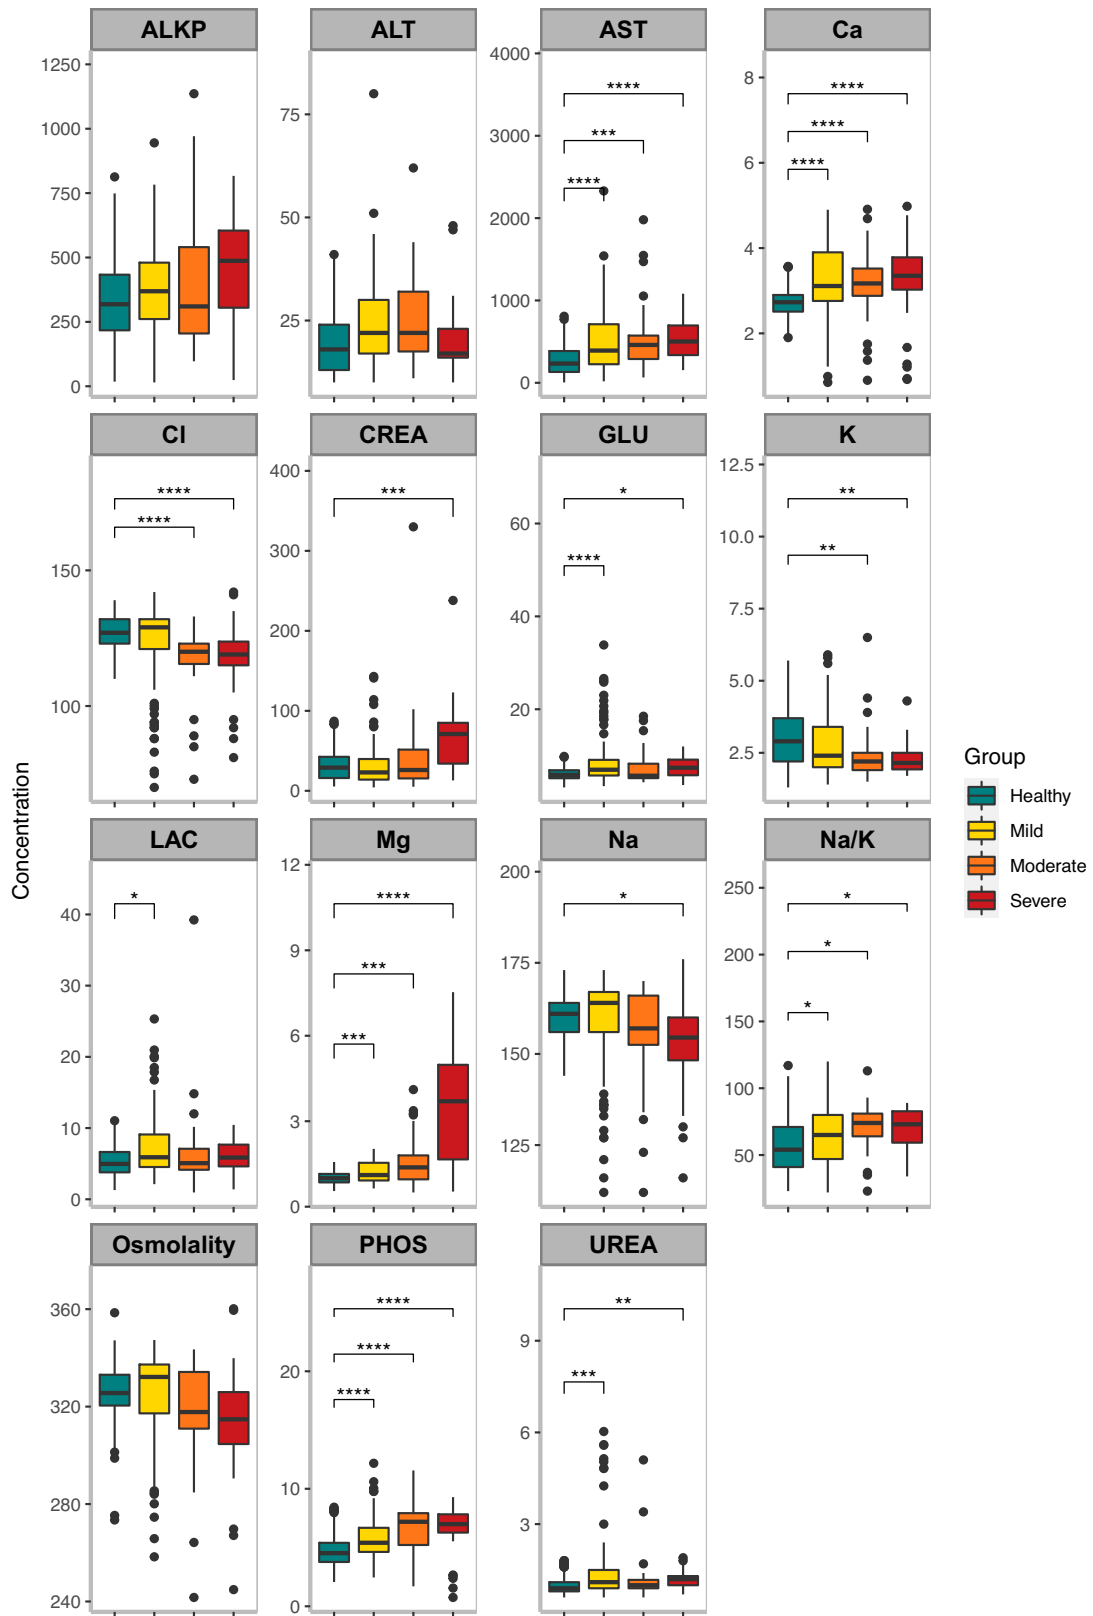 ALKP ALT AST Ca
1250 1000 750 500 250 0
75 50 25
4000 3000 2000 1000 0
**** *** ****
8 6 4 2
**** **** ****
Cl CREA GLU K
150 100
**** ****
400 300 200 100 0
***
60 40 20
* ****
12.5 10.0 7.5 5.0 2.5
** **
Concentration
LAC Mg Na Na/K
40 30 20 10 0
*
12 9 6 3 0
**** *** ***
200 175 150 125
*
250 200 150 100 50
* * *
Osmolality PHOS UREA
360 320 280 240
20 10 0
**** **** ****
9 6 3
** ***
Group
Healthy
Mild
Moderate
Severe